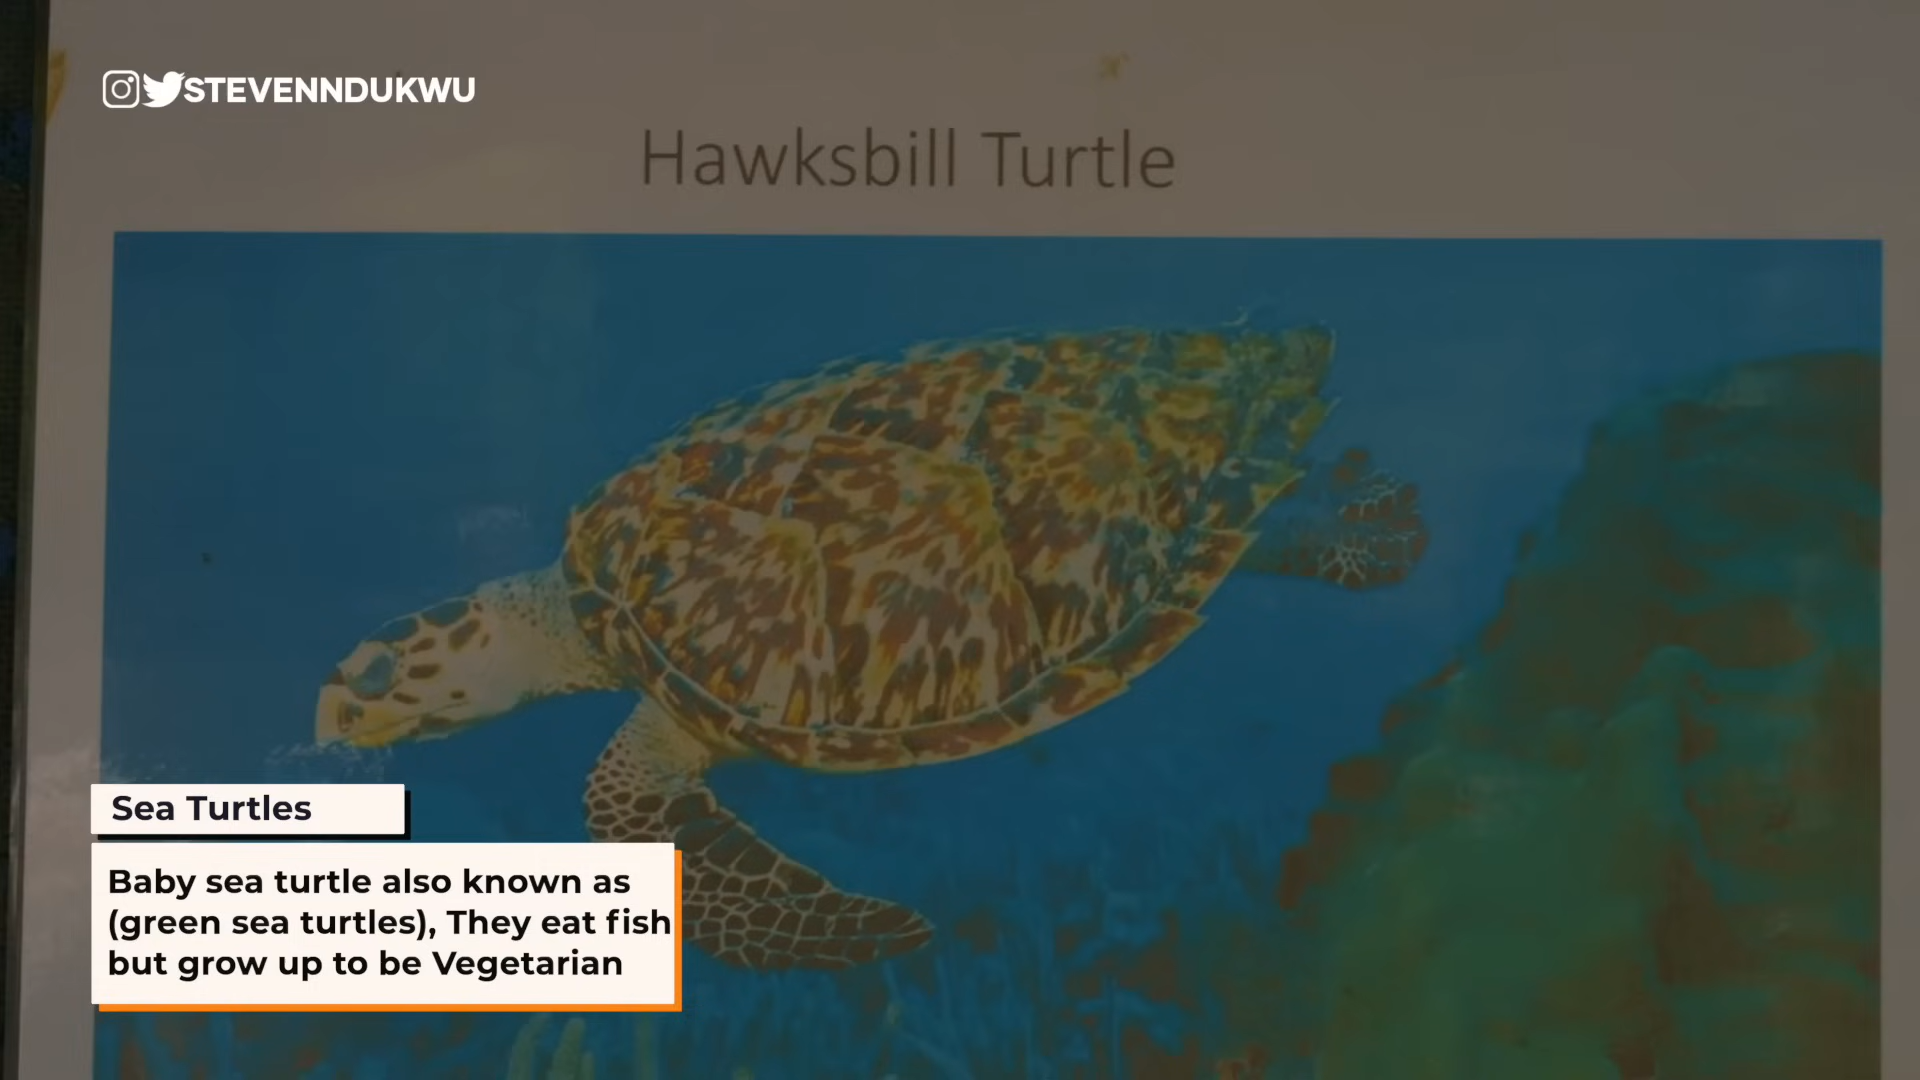 STEVENNDUKWU
Hawksbill Turtle
Sea Turtles
Baby sea turtle also known as
(green sea turtles), They eat fish
but grow up to be Vegetarian